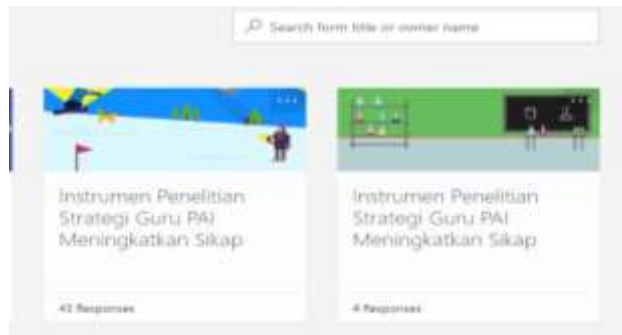 Search form title or owner name
Instrumen Penelitian
Strategi Guru PAI
Meningkatkan Sikap
43 Responses
Instrumen Penelitian
Strategi Guru PAI
Meningkatkan Sikap
4 Responses